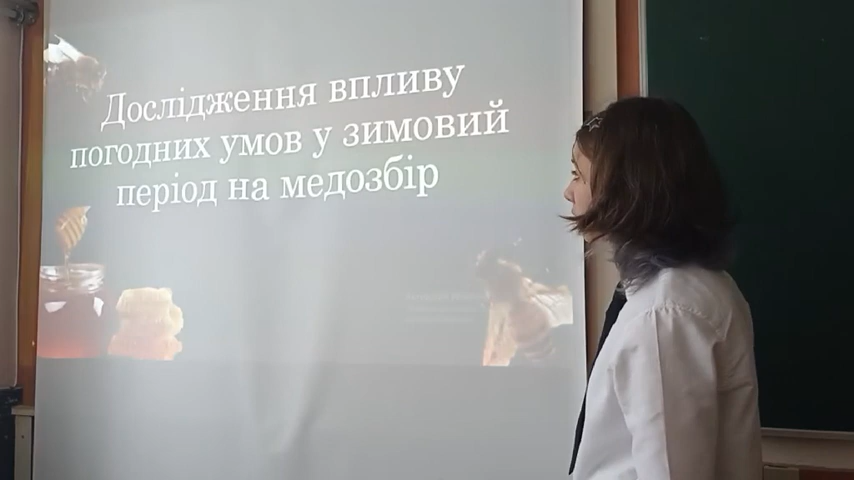 Дослідження впливу
погодних умов у зимовий
період на медозбір